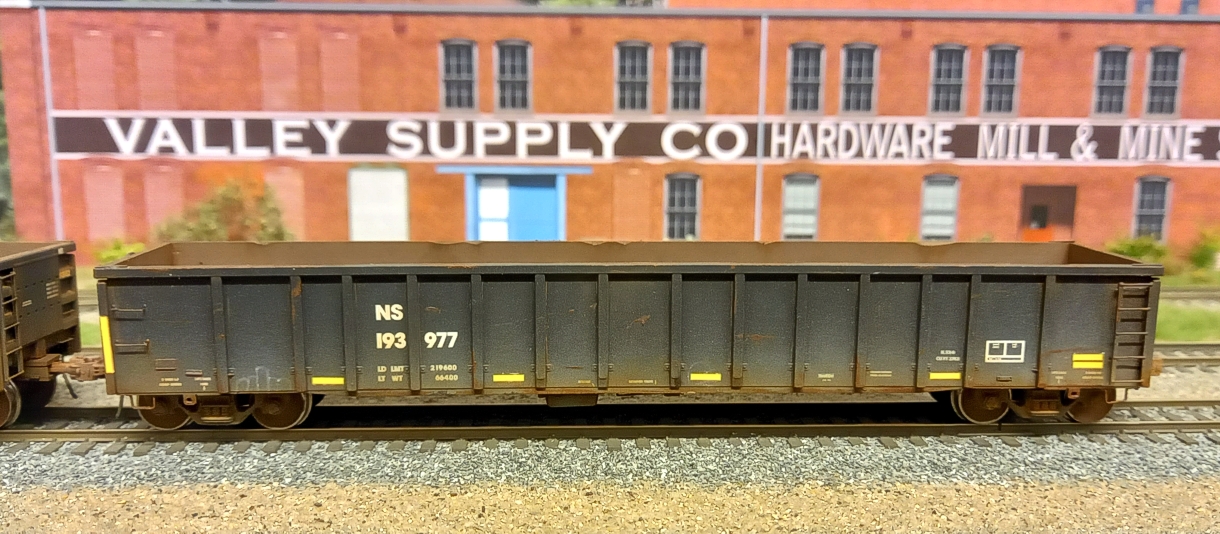 VALLEY SUPPLY CO HARDWARE MILL & MINE
NS
193 977
LD LMT 219600
LT WT 66400